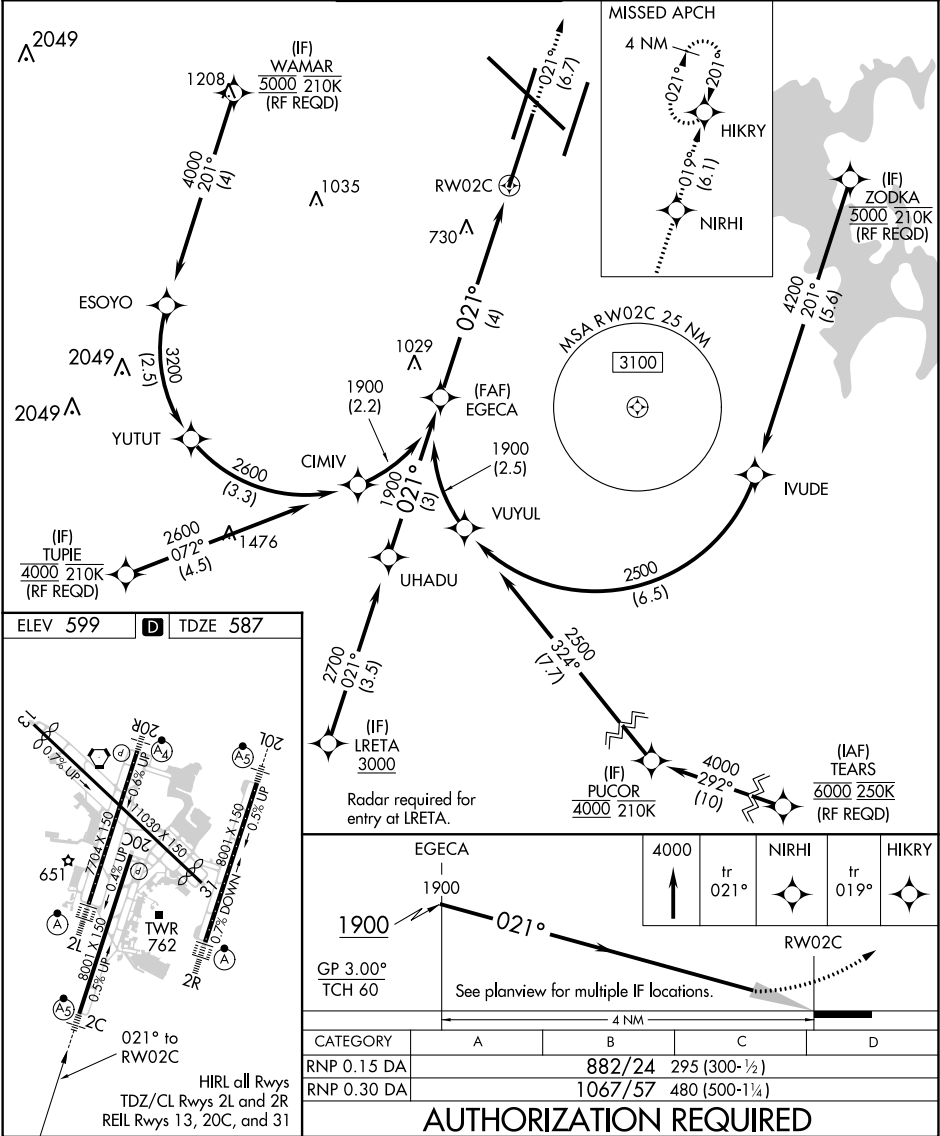 2049
1208
(IF)
WAMAR
5000 210K
(RF REQD)
021°
(6.7)
MISSED APCH
4 NM
021°
201°
HIKRY
019°
(6.1)
NIRHI
4000
201°
(4)
1035
RW02C
730
(IF)
ZODKA
5000 210K
(RF REQD)
4200
201°
(5.6)
ESOYO
3200
(2.5)
2049
2049
YUTUT
021°
(4)
1029
1900
(2.2)
(FAF)
EGECA
MSA RW02C 25 NM
3100
2600
(3.3)
CIMIV
1900
021°
(3)
1900
(2.5)
VUYUL
IVUDE
(IF)
TUPIE
4000 210K
(RF REQD)
2600
072°
(4.5)
1476
UHADU
2500
(6.5)
2700
021°
(3.5)
2500
324°
(7.7)
(IF)
LRETA
3000
Radar required for
entry at LRETA.
(IF)
PUCOR
4000 210K
4000
292°
(10)
(IAF)
TEARS
6000 250K
(RF REQD)
ELEV 599
D
TDZE 587
13
0.7% UP
P
20R
A4
0.6% UP
A5
20L
0.5% UP
11030 X 150
7704 X 150
20C
0.4% UP
P
8001 X 150
31
651
A
2L
TWR
762
0.7% DOWN
2R
A
8001 X 150
0.5% UP
A5
2C
021° to
RW02C
HIRL all Rwys
TDZ/CL Rwys 2L and 2R
REIL Rwys 13, 20C, and 31
EGECA
1900
1900
021°
GP 3.00°
TCH 60
See planview for multiple IF locations.
4 NM
4000
tr
021°
NIRHI
tr
019°
HIKRY
RW02C
CATEGORY A B C D
RNP 0.15 DA 882/24 295 (300-½)
RNP 0.30 DA 1067/57 480 (500-1¼)
AUTHORIZATION REQUIRED